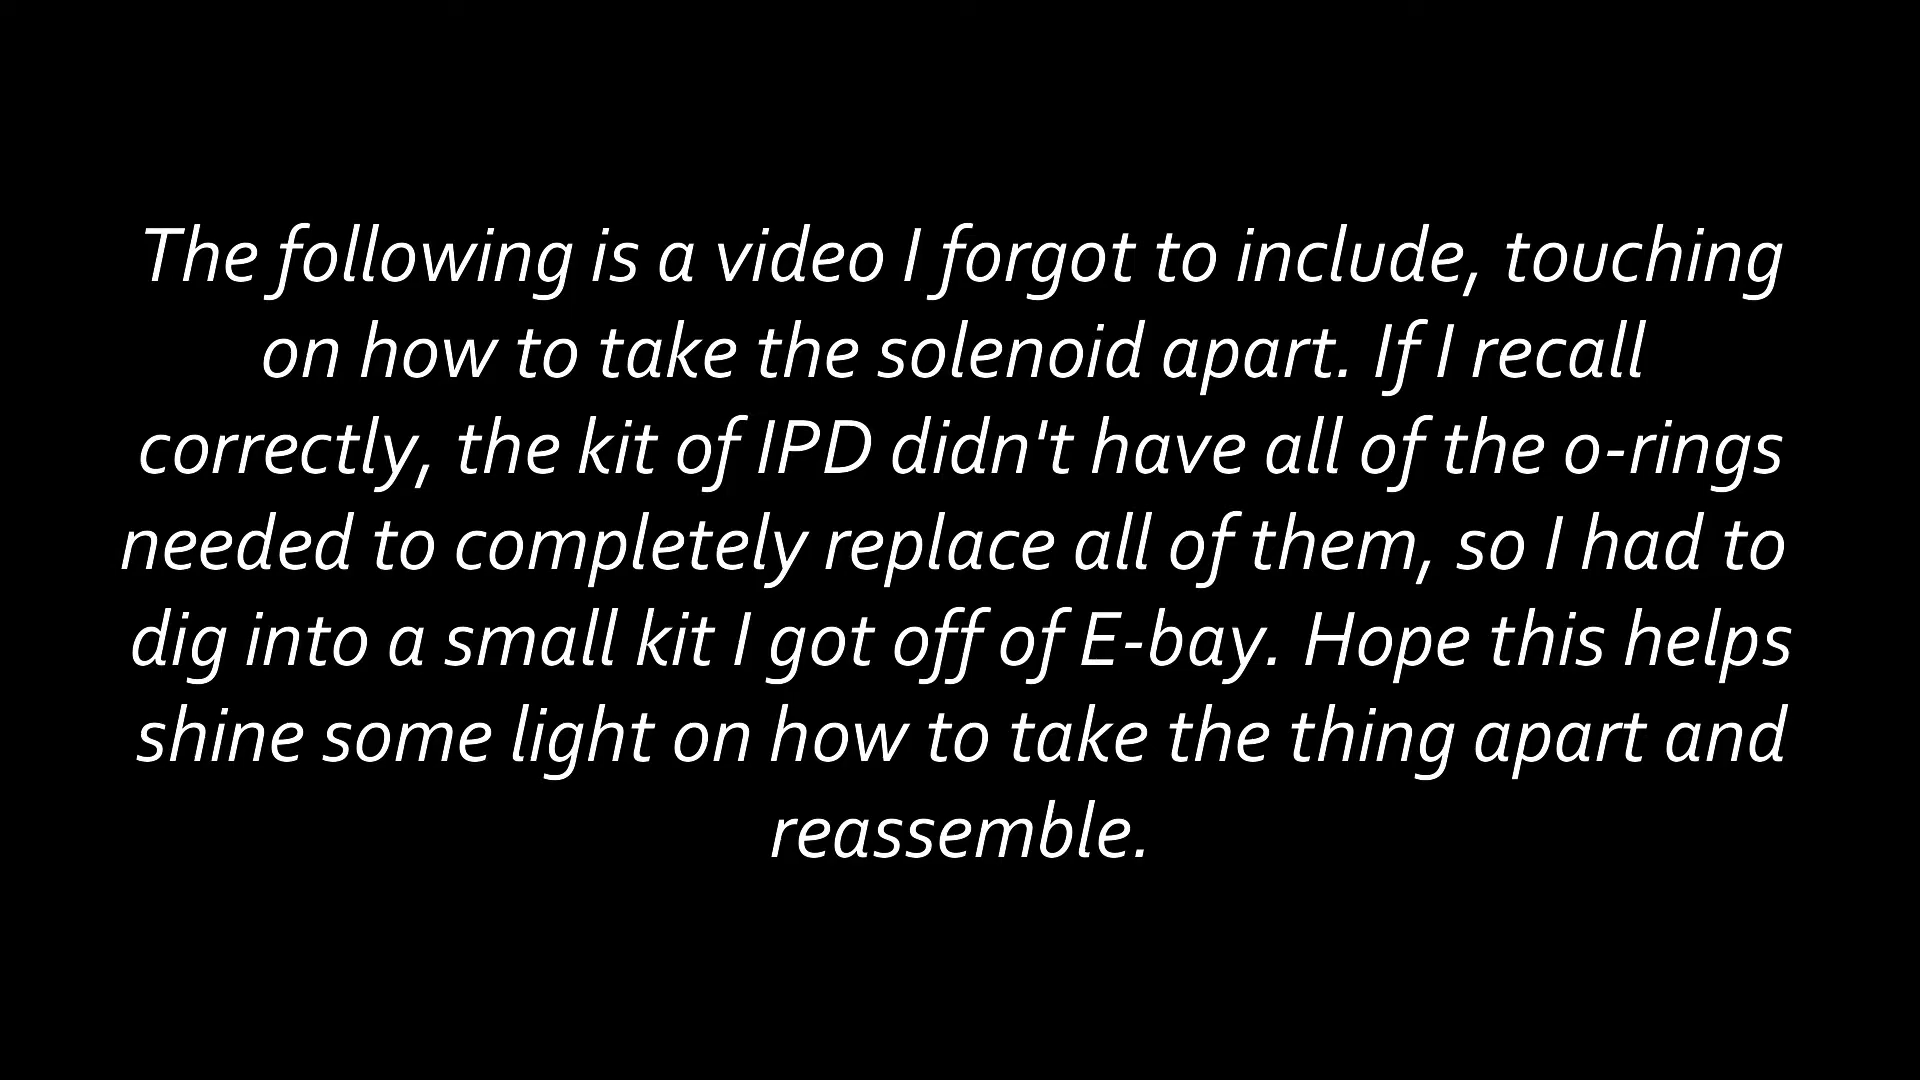 The following is a video I forgot to include, touching
on how to take the solenoid apart. If I recall
correctly, the kit of IPD didn't have all of the o-rings
needed to completely replace all of them, so I had to
dig into a small kit I got off of E-bay. Hope this helps
shine some light on how to take the thing apart and
reassemble.